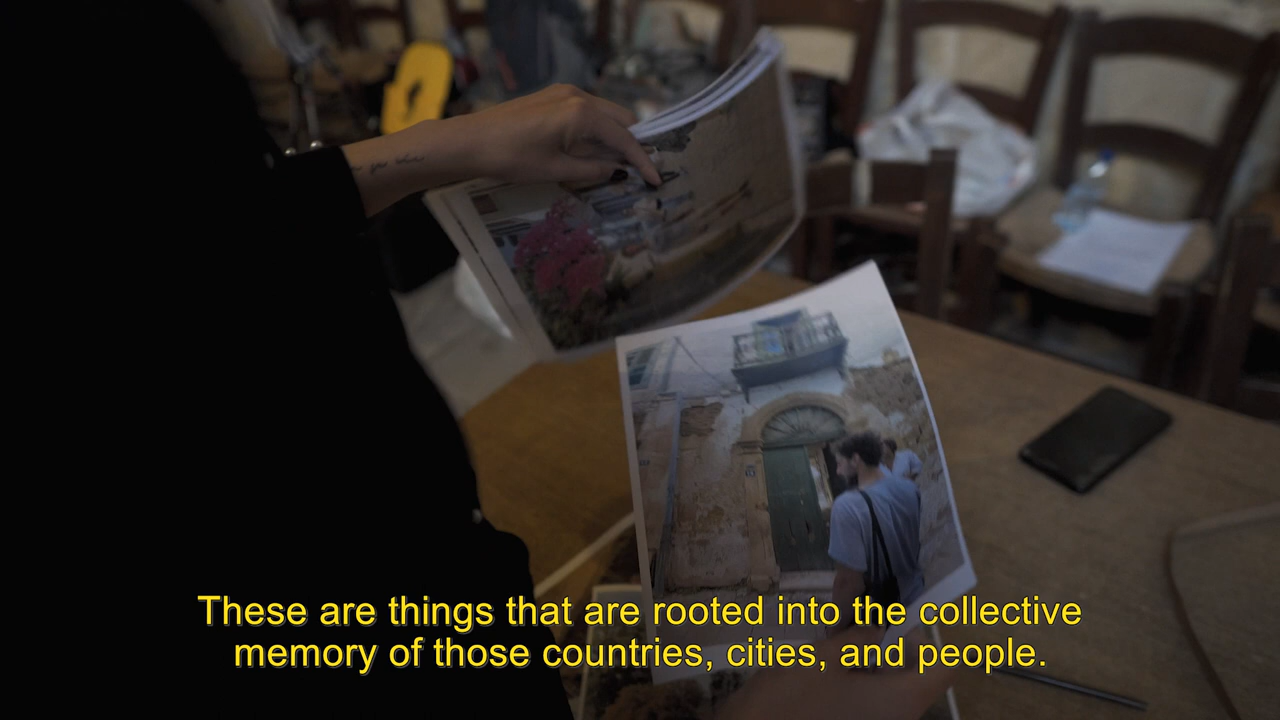 These are things that are rooted into the collective
memory of those countries, cities, and people.